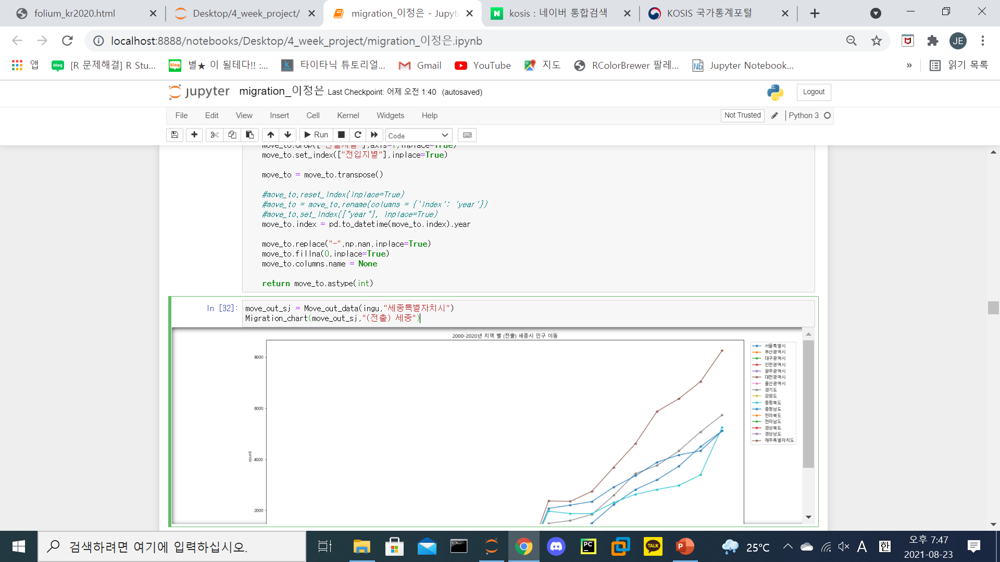 folium_kr2020.html
Desktop/4_week_project/
migration_이정은 - Jupyte
kosis : 네이버 통합검색
KOSIS 국가통계포털
localhost:8888/notebooks/Desktop/4_week_project/migration_이정은.ipynb
JE
앱
[R 문제해결] R Stu...
별★ 이 될테다!! :...
타이타닉 튜토리얼...
Gmail
YouTube
지도
RColorBrewer 팔레...
Jupyter Notebook...
»
읽기 목록
jupyter
migration_이정은 Last Checkpoint: 어제 오전 1:40 (autosaved)
Logout
File Edit View Insert Cell Kernel Widgets Help
Not Trusted
Python 3
Run
Code
move_to.drop(["전출지별"],axis=1,inplace=True)
move_to.set_index(["전입지별"],inplace=True)
move_to = move_to.transpose()
#move_to.reset_index(inplace=True)
#move_to = move_to.rename(columns = {'index': 'year'})
#move_to.set_index(["year"], inplace=True)
move_to.index = pd.to_datetime(move_to.index).year
move_to.replace("-",np.nan,inplace=True)
move_to.fillna(0,inplace=True)
move_to.columns.name = None
return move_to.astype(int)
In [32]:
move_out_sj = Move_out_data(ingu,"세종특별자치시")
Migration_chart(move_out_sj,"(전출) 세종")
2000-2020년 지역 별 (전출) 세종시 인구 이동
8000
6000
4000
2000
count
서울특별시
부산광역시
대구광역시
인천광역시
광주광역시
대전광역시
울산광역시
경기도
강원도
충청북도
충청남도
전라북도
전라남도
경상북도
경상남도
제주특별자치도
검색하려면 여기에 입력하십시오.
PC
TALK
P
25°C
A
한
오후 7:47
2021-08-23